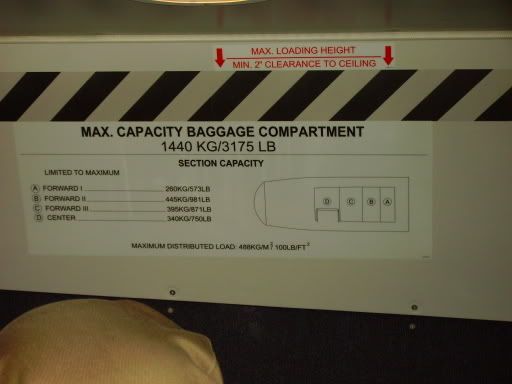 MAX. LOADING HEIGHT
MIN. 2" CLEARANCE TO CEILING
MAX. CAPACITY BAGGAGE COMPARTMENT
1440 KG/3175 LB
SECTION CAPACITY
LIMITED TO MAXIMUM
A FORWARD I 260KG/573LB
B FORWARD II 445KG/981LB
C FORWARD III 395KG/871LB
D CENTER 340KG/750LB
D C B A
MAXIMUM DISTRIBUTED LOAD: 488KG/M² 100LB/FT²